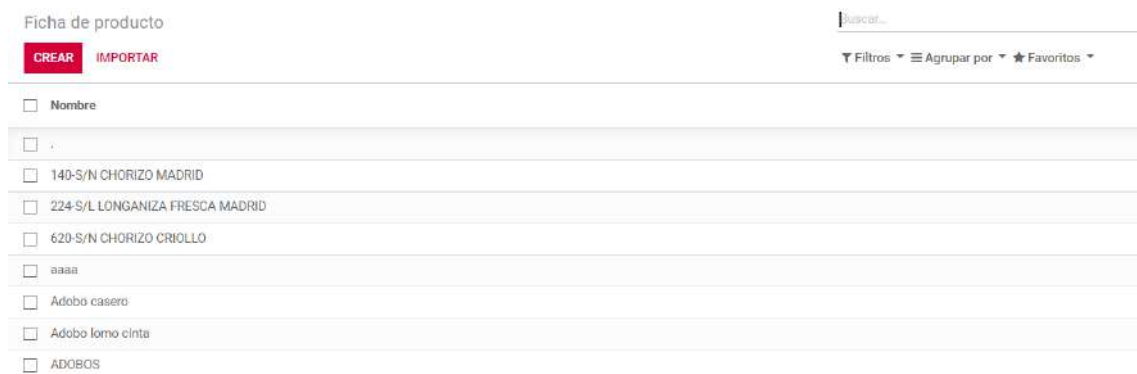 Ficha de producto
Buscar...
CREAR IMPORTAR
Filtros Agrupar por Favoritos
Nombre
.
140-S/N CHORIZO MADRID
224-S/L LONGANIZA FRESCA MADRID
620-S/N CHORIZO CRIOLLO
aaaa
Adobo casero
Adobo lomo cinta
ADOBOS